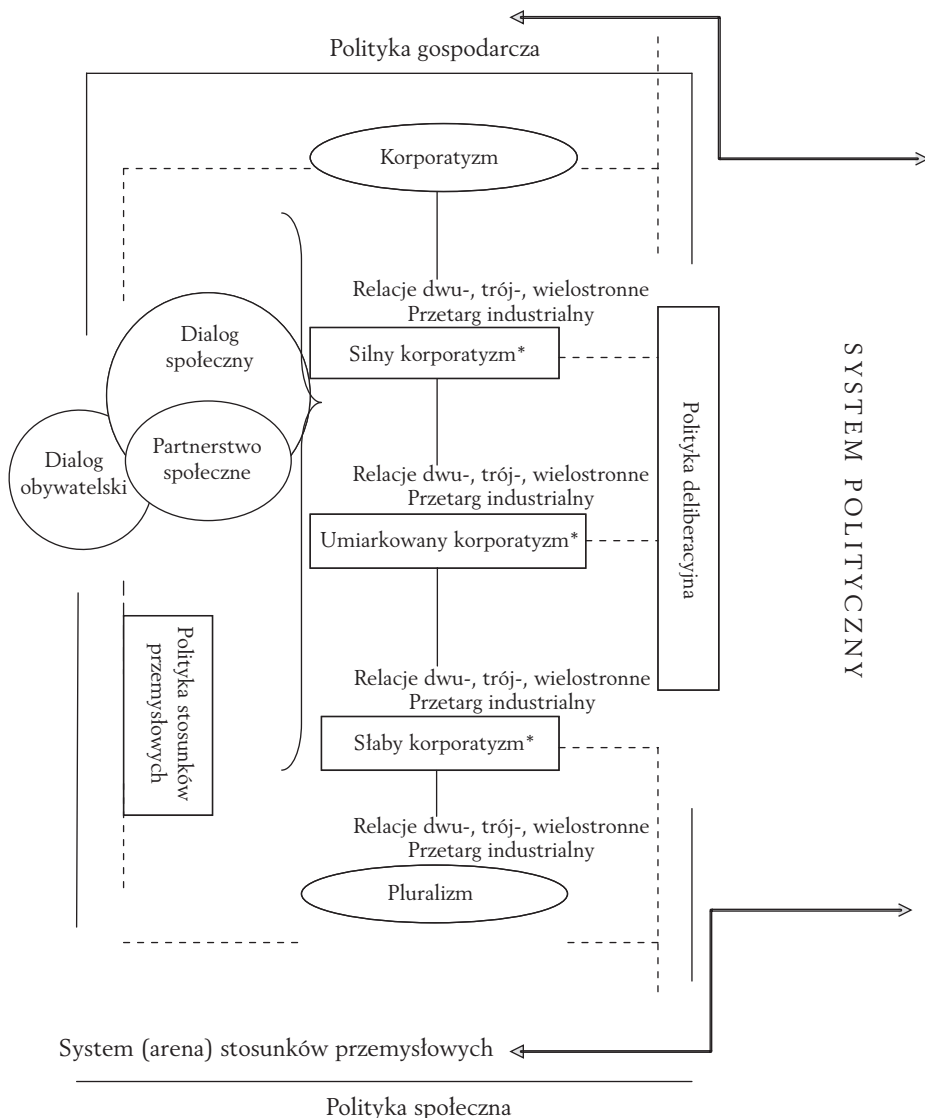 Polityka gospodarcza
Korporatyzm
Relacje dwu-, trój-, wielostronne
Przetarg industrialny
Silny korporatyzm*
Dialog
społeczny
Partnerstwo
społeczne
Dialog
obywatelski
Relacje dwu-, trój-, wielostronne
Przetarg industrialny
Umiarkowany korporatyzm*
Polityka deliberacyjna
SYSTEM POLITYCZNY
Polityka stosunków
przemysłowych
Relacje dwu-, trój-, wielostronne
Przetarg industrialny
Słaby korporatyzm*
Relacje dwu-, trój-, wielostronne
Przetarg industrialny
Pluralizm
System (arena) stosunków przemysłowych
Polityka społeczna